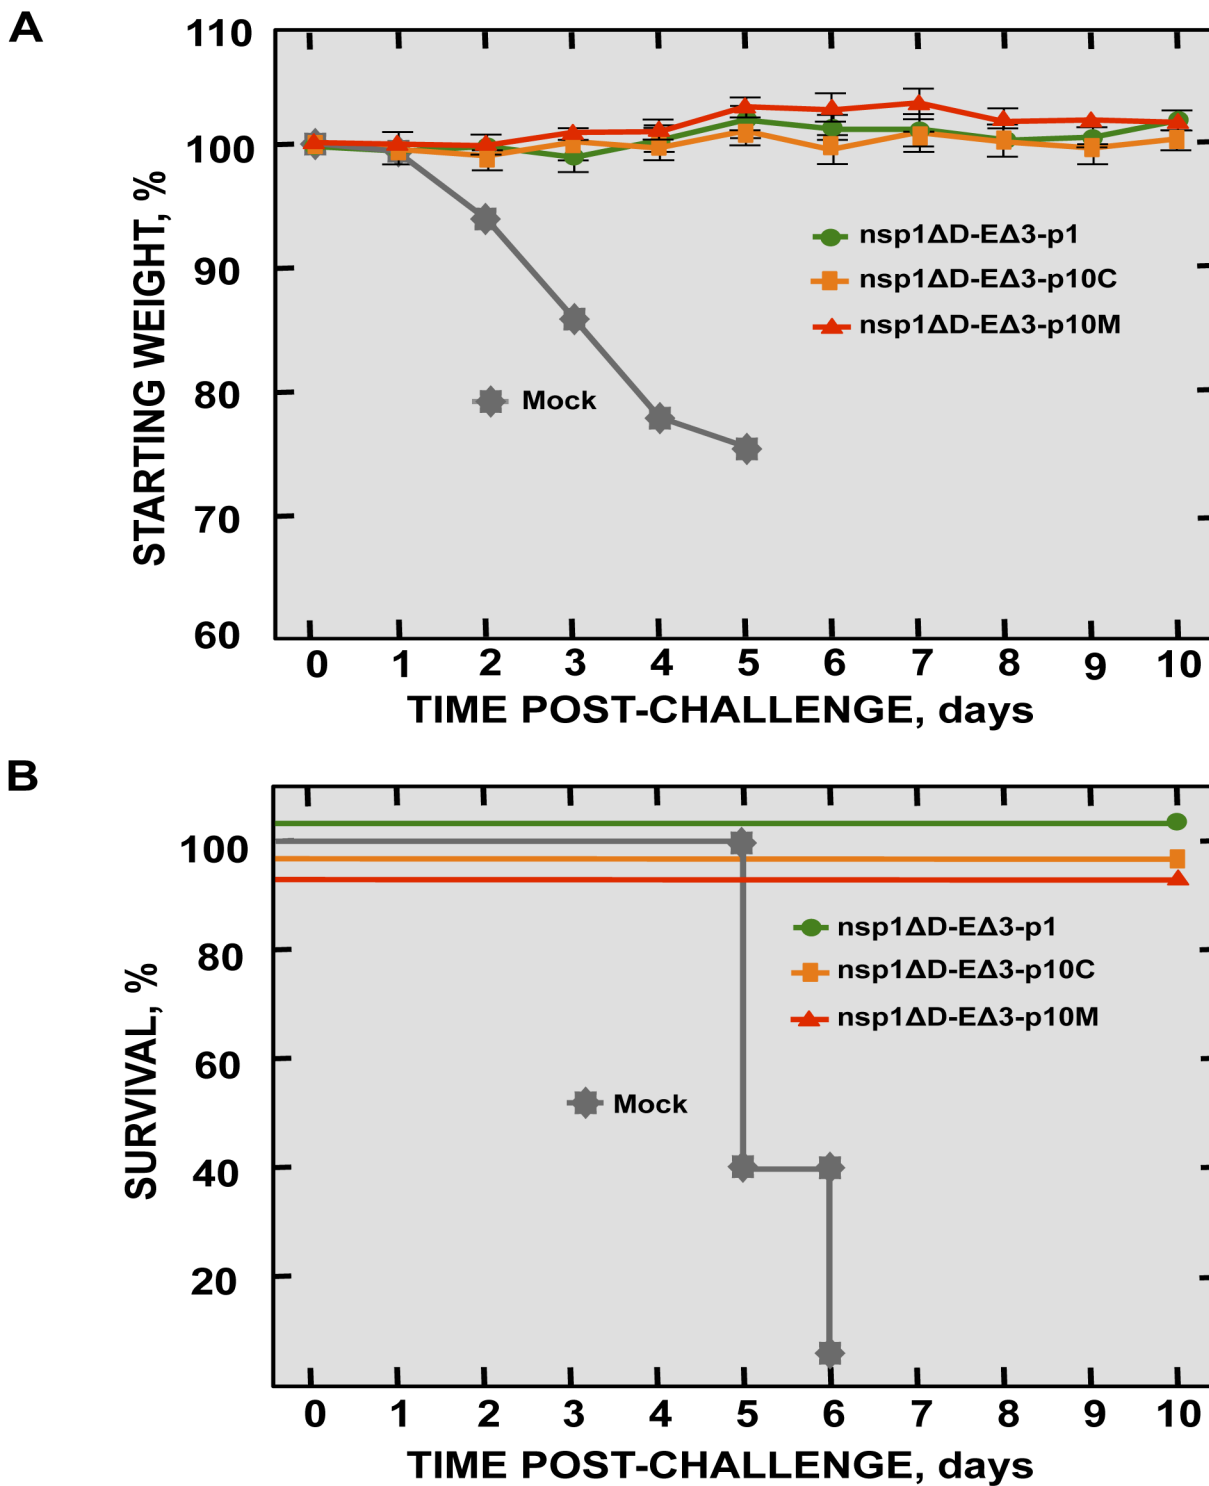 A
110
100
90
80
70
60
STARTING WEIGHT, %
nsp1ΔD-EΔ3-p1
nsp1ΔD-EΔ3-p10C
nsp1ΔD-EΔ3-p10M
Mock
0 1 2 3 4 5 6 7 8 9 10
TIME POST-CHALLENGE, days
B
100
80
60
40
20
SURVIVAL, %
nsp1ΔD-EΔ3-p1
nsp1ΔD-EΔ3-p10C
nsp1ΔD-EΔ3-p10M
Mock
0 1 2 3 4 5 6 7 8 9 10
TIME POST-CHALLENGE, days